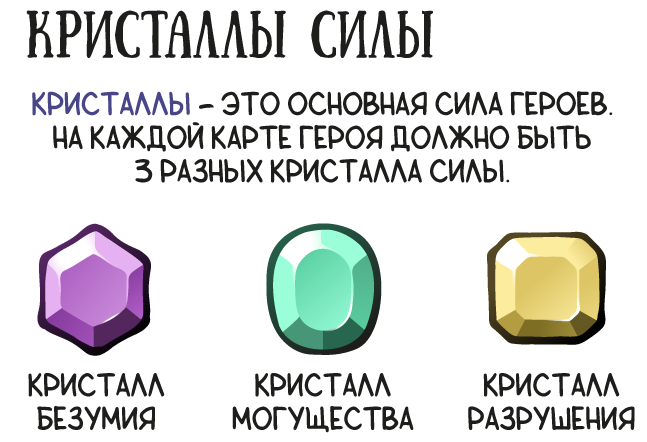 КРИСТАЛЛЫ СИЛЫ
КРИСТАЛЛЫ – ЭТО ОСНОВНАЯ СИЛА ГЕРОЕВ.
НА КАЖДОЙ КАРТЕ ГЕРОЯ ДОЛЖНО БЫТЬ
3 РАЗНЫХ КРИСТАЛЛА СИЛЫ.
КРИСТАЛЛ
БЕЗУМИЯ
КРИСТАЛЛ
МОГУЩЕСТВА
КРИСТАЛЛ
РАЗРУШЕНИЯ